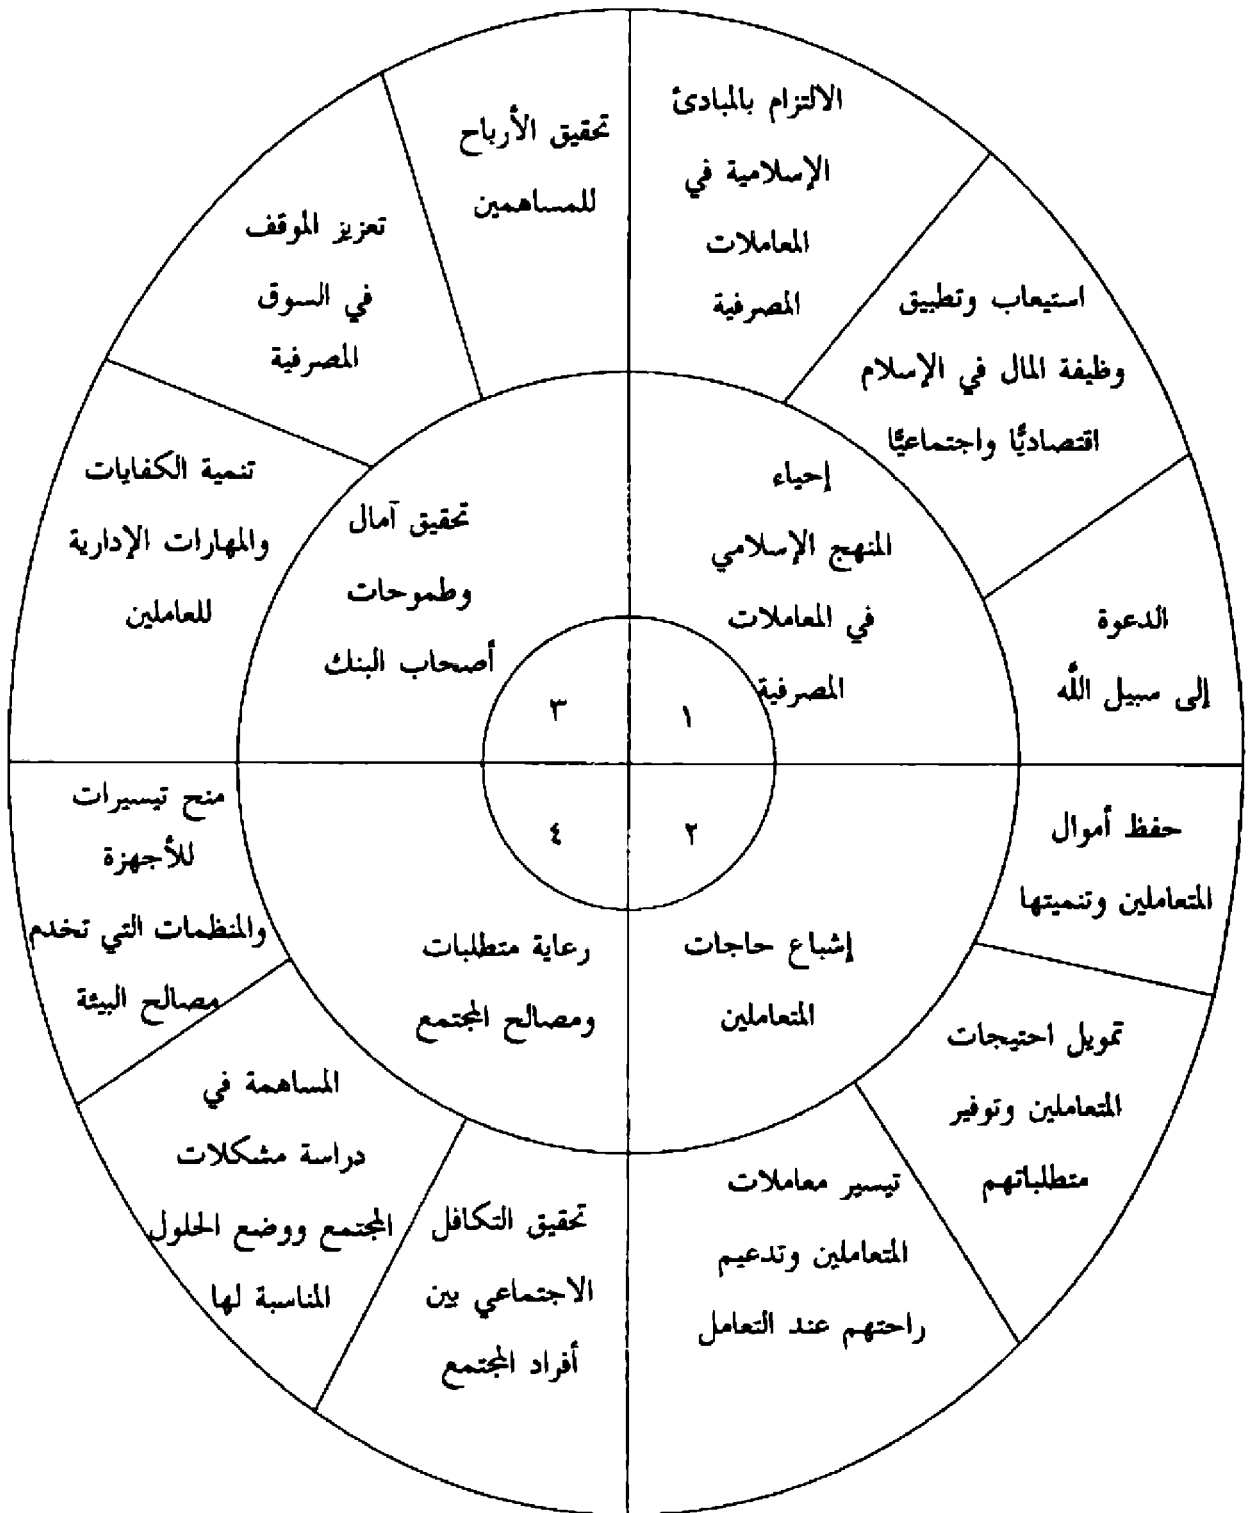 الالتزام بالمبادئ
الإسلامية في
المعاملات
المصرفية
استيعاب وتطبيق
وظيفة المال في الإسلام
اقتصاديًّا واجتماعيًّا
الدعوة
إلى سبيل اللَّه
إحياء
المنهج الإسلامي
في المعاملات
المصرفية
١
تحقيق الأرباح
للمساهمين
تعزيز الموقف
في السوق
المصرفية
تنمية الكفايات
والمهارات الإدارية
للعاملين
تحقيق آمال
وطموحات
أصحاب البنك
٣
حفظ أموال
المتعاملين وتنميتها
تمويل احتيجات
المتعاملين وتوفير
متطلباتهم
تيسير معاملات
المتعاملين وتدعيم
راحتهم عند التعامل
إشباع حاجات
المتعاملين
٢
منح تيسيرات
للأجهزة
والمنظمات التي تخدم
مصالح البيئة
المساهمة في
دراسة مشكلات
المجتمع ووضع الحلول
المناسبة لها
تحقيق التكافل
الاجتماعي بين
أفراد المجتمع
رعاية متطلبات
ومصالح المجتمع
٤